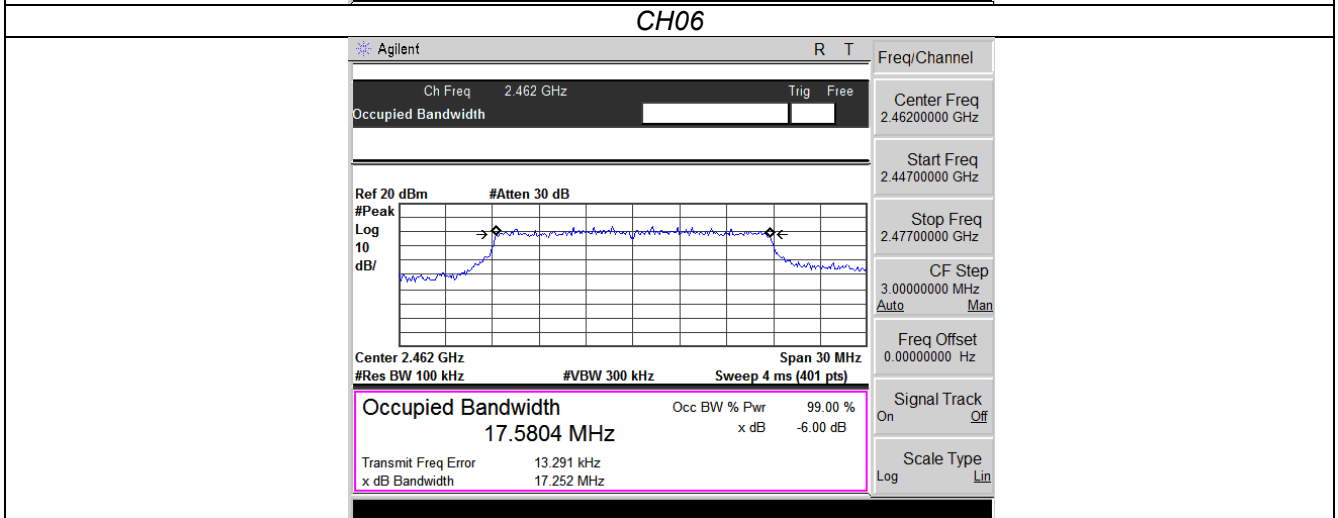 CH06
Agilent R T
Freq/Channel
Ch Freq 2.462 GHz Trig Free
Occupied Bandwidth
Center Freq
2.46200000 GHz
Start Freq
2.44700000 GHz
Stop Freq
2.47700000 GHz
CF Step
3.00000000 MHz
Auto Man
Freq Offset
0.00000000 Hz
Signal Track
On Off
Scale Type
Log Lin
Ref 20 dBm #Atten 30 dB
#Peak
Log
10
dB/
Center 2.462 GHz Span 30 MHz
#Res BW 100 kHz #VBW 300 kHz Sweep 4 ms (401 pts)
Occupied Bandwidth Occ BW % Pwr 99.00 %
17.5804 MHz x dB -6.00 dB
Transmit Freq Error 13.291 kHz
x dB Bandwidth 17.252 MHz